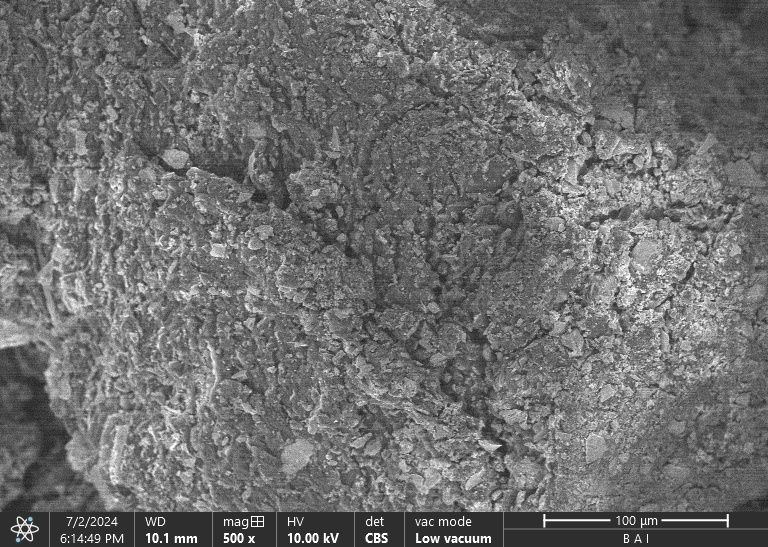 7/2/2024 WD mag HV det vac mode 100 µm
6:14:49 PM 10.1 mm 500 x 10.00 kV CBS Low vacuum B A I